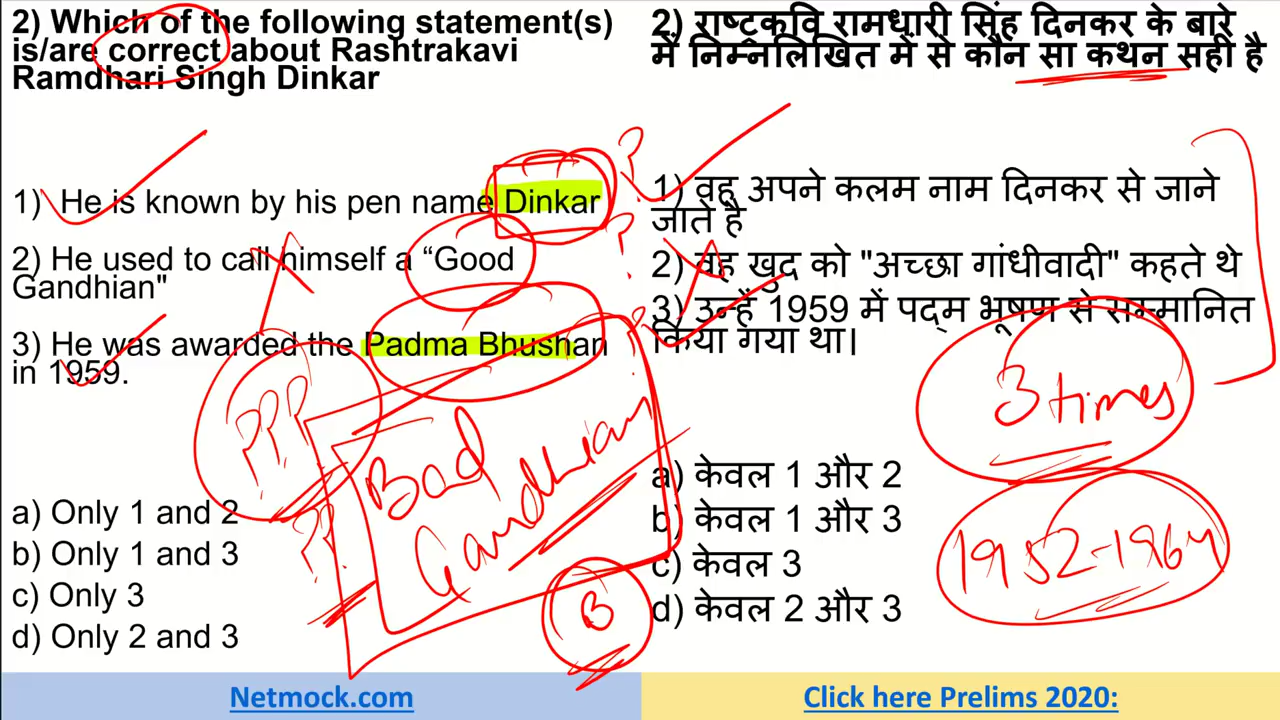 2) Which of the following statement(s)
is/are correct about Rashtrakavi
Ramdhari Singh Dinkar
1) He is known by his pen name Dinkar
2) He used to call himself a “Good
Gandhian"
3) He was awarded the Padma Bhushan
in 1959.
???
??
Bad
Gandhian
B
a) Only 1 and 2
b) Only 1 and 3
c) Only 3
d) Only 2 and 3
2) राष्ट्रकवि रामधारी सिंह दिनकर के बारे
में निम्नलिखित में से कौन सा कथन सही है
?
1) वह अपने कलम नाम दिनकर से जाने
जाते है
?
2) वह खुद को "अच्छा गांधीवादी" कहते थे
?
3) उन्हें 1959 में पद्म भूषण से सम्मानित
किया गया था।
3 times
a) केवल 1 और 2
b) केवल 1 और 3
c) केवल 3
d) केवल 2 और 3
1952-1964
Netmock.com
Click here Prelims 2020: